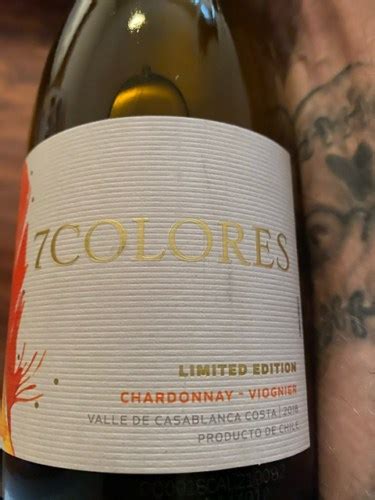 7COLORES
LIMITED EDITION
CHARDONNAY - VIOGNIER
VALLE DE CASABLANCA COSTA | 2018
PRODUCTO DE CHILE